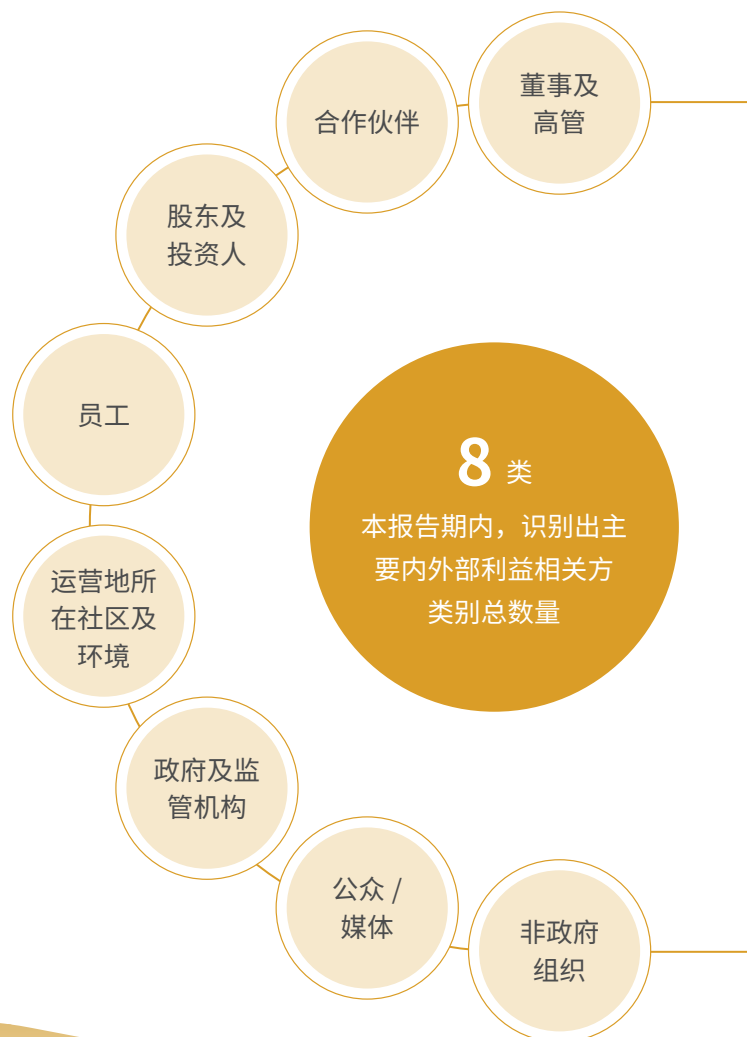 董事及
高管
合作伙伴
股东及
投资人
员工
8 类
本报告期内，识别出主
要内外部利益相关方
类别总数量
运营地所
在社区及
环境
政府及监
管机构
公众 /
媒体
非政府
组织